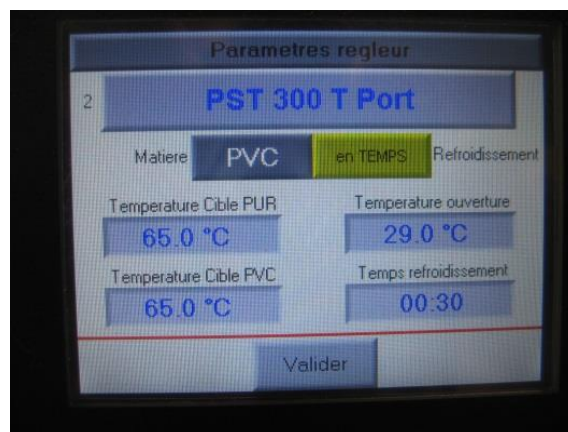 Parametres regleur
2 PST 300 T Port
Matiere PVC en TEMPS Refroidissement
Temperature Cible PUR Temperature ouverture
65.0 °C 29.0 °C
Temperature Cible PVC Temps refroidissement
65.0 °C 00:30
Valider